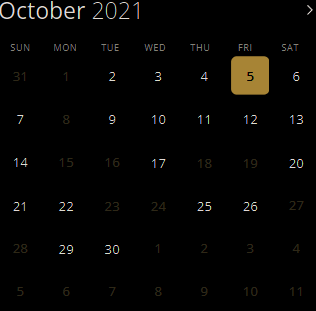 October 2021
SUN MON TUE WED THU FRI SAT
31 1 2 3 4 5 6
7 8 9 10 11 12 13
14 15 16 17 18 19 20
21 22 23 24 25 26 27
28 29 30 1 2 3 4
5 6 7 8 9 10 11